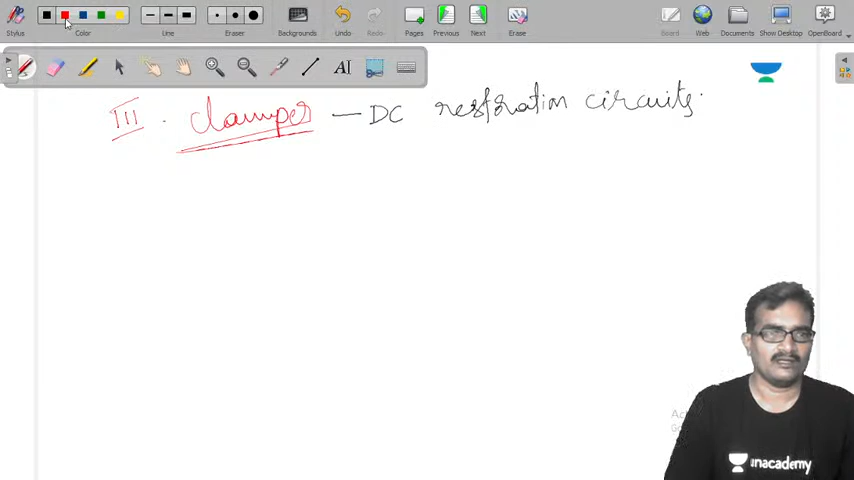 Stylus
Color
Line
Eraser
Backgrounds
Undo
Redo
Pages
Previous
Next
Erase
Board
Web
Documents
Show Desktop
OpenBoard
AI
III. clamper — DC restoration circuits.
unacademy